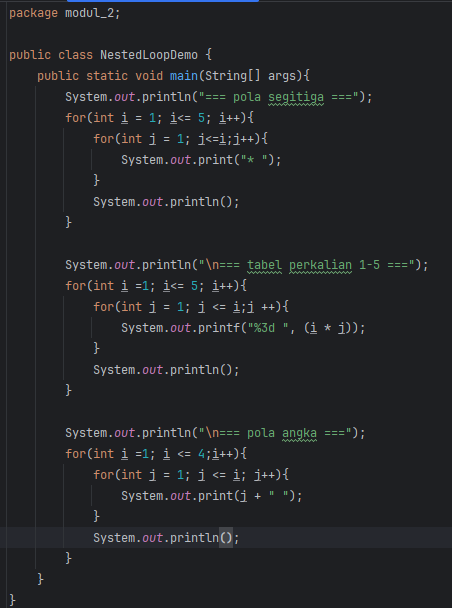 package modul_2;
public class NestedLoopDemo {
public static void main(String[] args){
System.out.println("=== pola segitiga ===");
for(int i = 1; i<= 5; i++){
for(int j = 1; j<=i;j++){
System.out.print("* ");
}
System.out.println();
}
System.out.println("\n=== tabel perkalian 1-5 ===");
for(int i =1; i<= 5; i++){
for(int j = 1; j <= i;j ++){
System.out.printf("%3d ", (i * j));
}
System.out.println();
}
System.out.println("\n=== pola angka ===");
for(int i =1; i <= 4;i++){
for(int j = 1; j <= i; j++){
System.out.print(j + " ");
}
System.out.println();
}
}
}